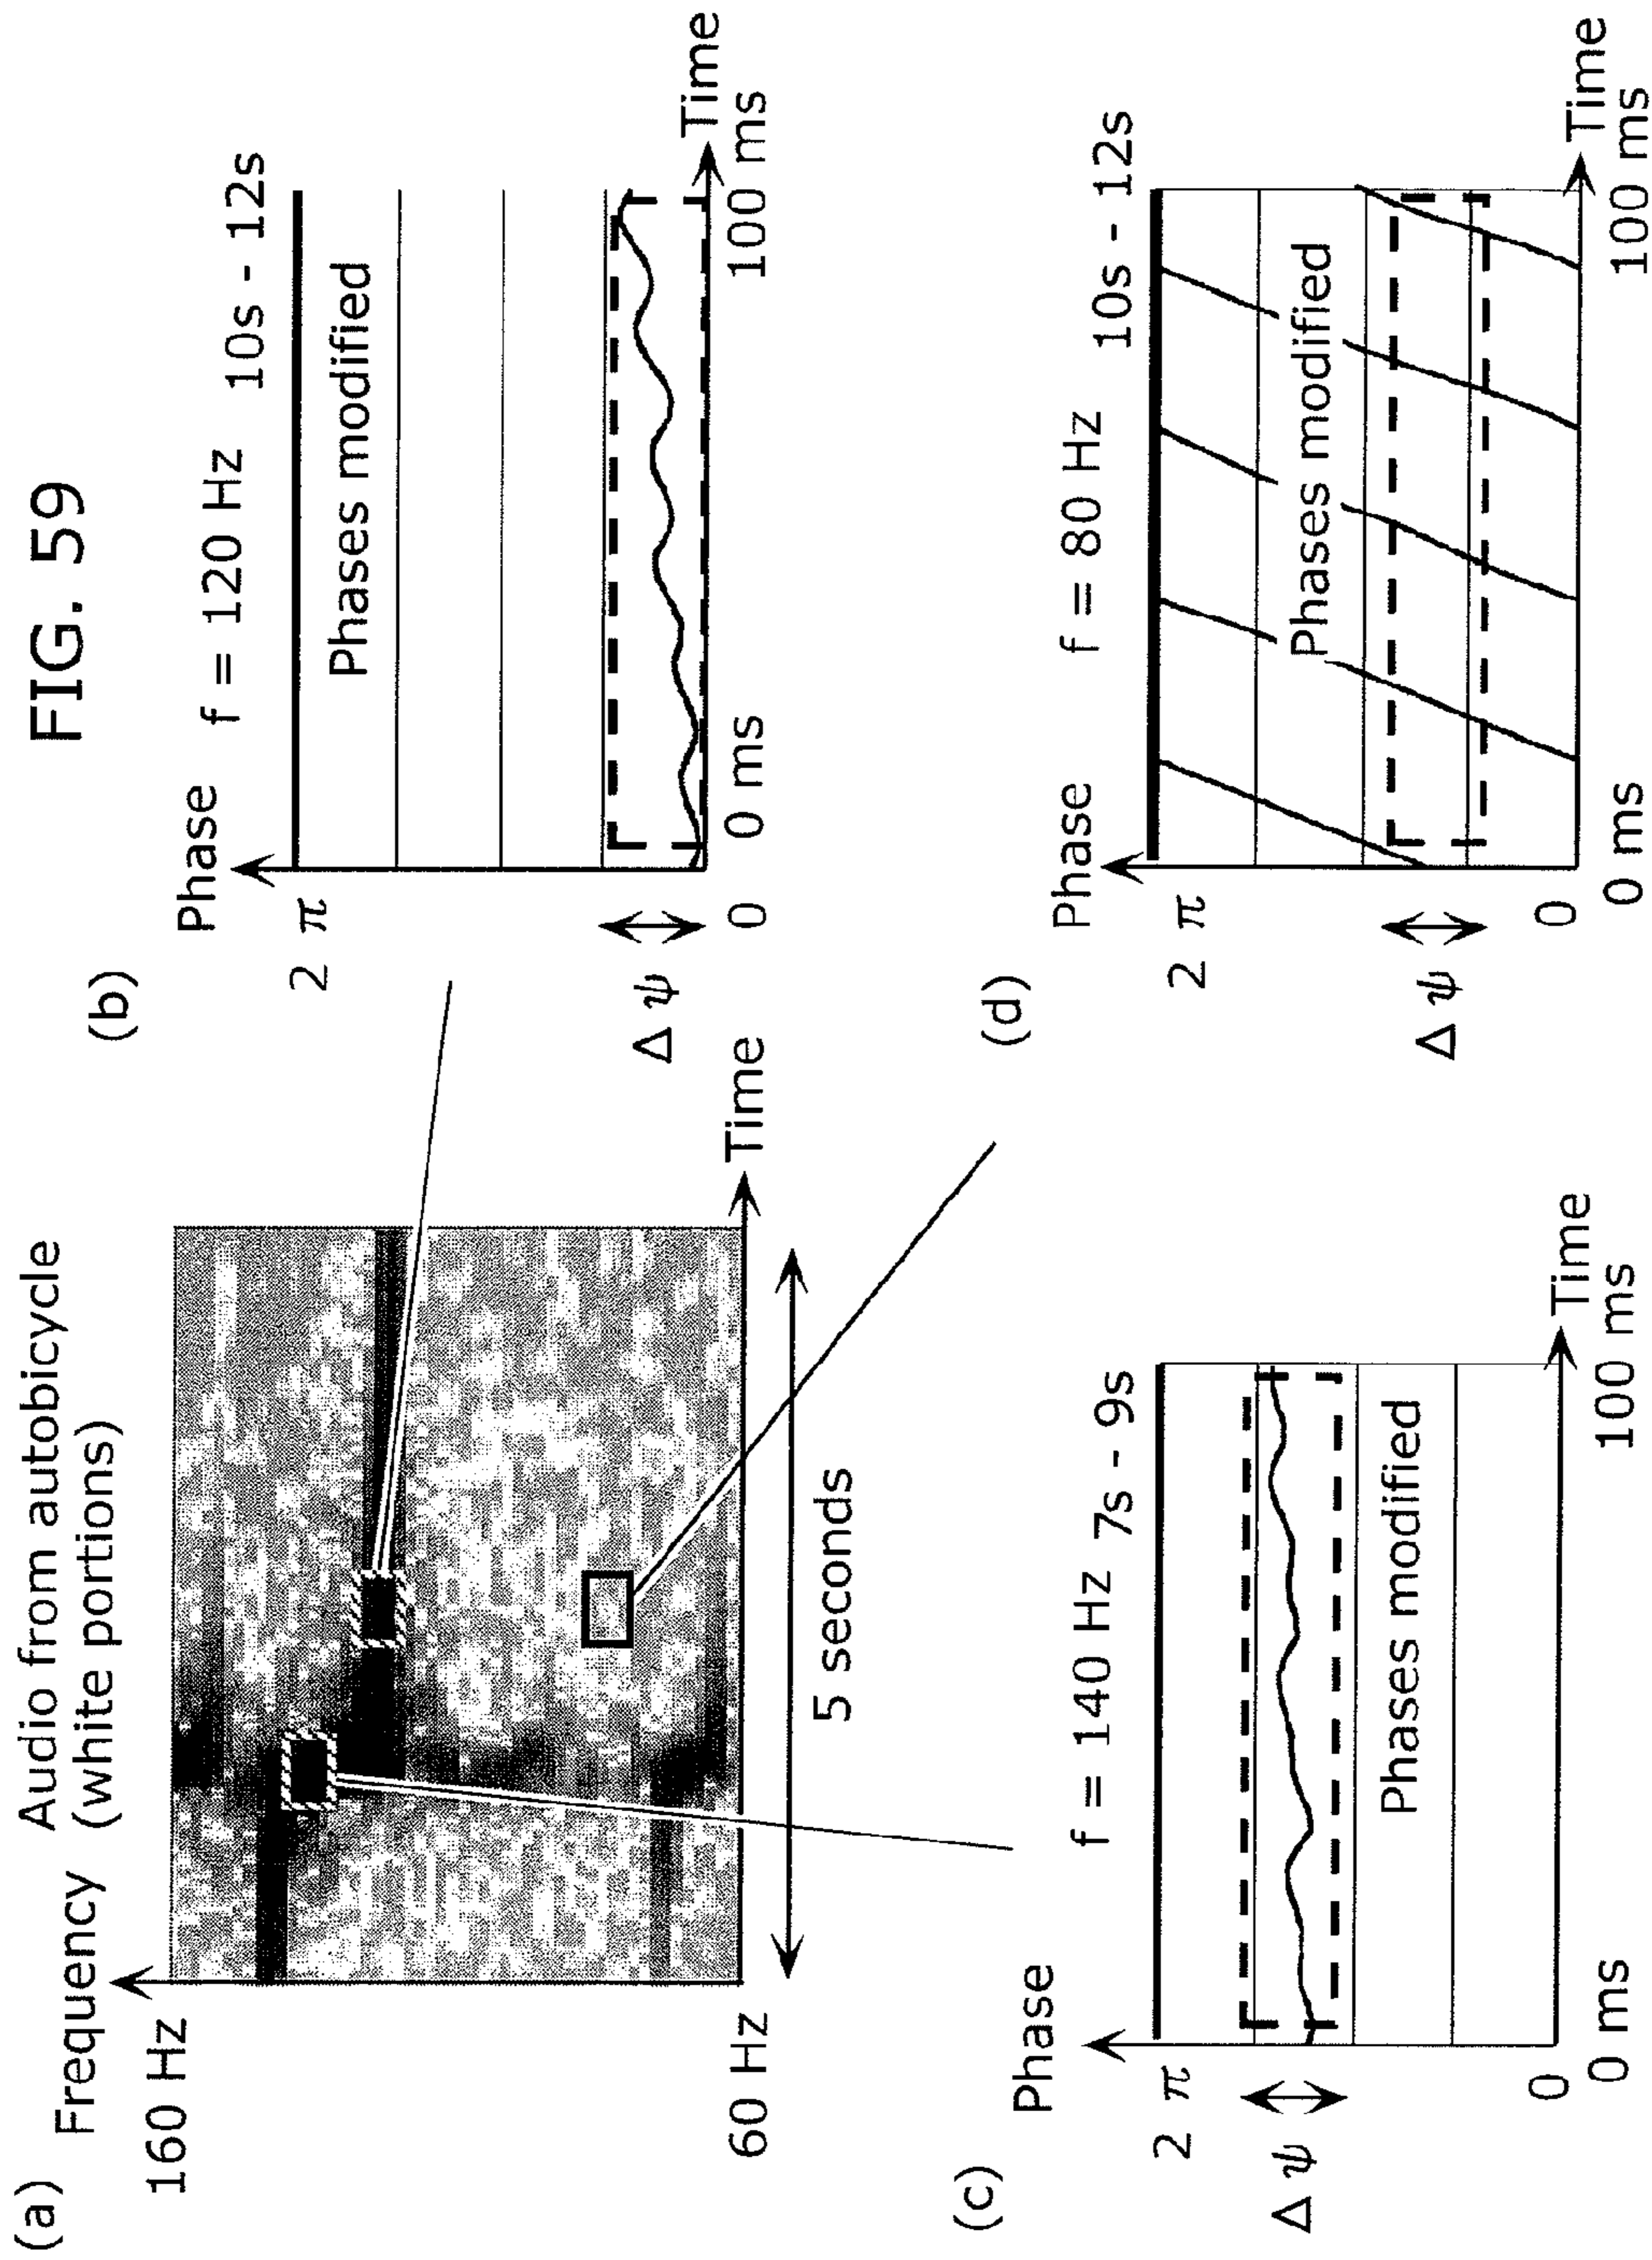 FIG. 59
(a)
Frequency
Audio from autobicycle
(white portions)
160 Hz
60 Hz
Time
5 seconds
(b)
Phase
f = 120 Hz
10s - 12s
2 π
Phases modified
Δ ψ
0
0 ms
100 ms
Time
(c)
Phase
f = 140 Hz
7s - 9s
2 π
Δ ψ
Phases modified
0
0 ms
100 ms
Time
(d)
Phase
f = 80 Hz
10s - 12s
2 π
Phases modified
Δ ψ
0
0 ms
100 ms
Time